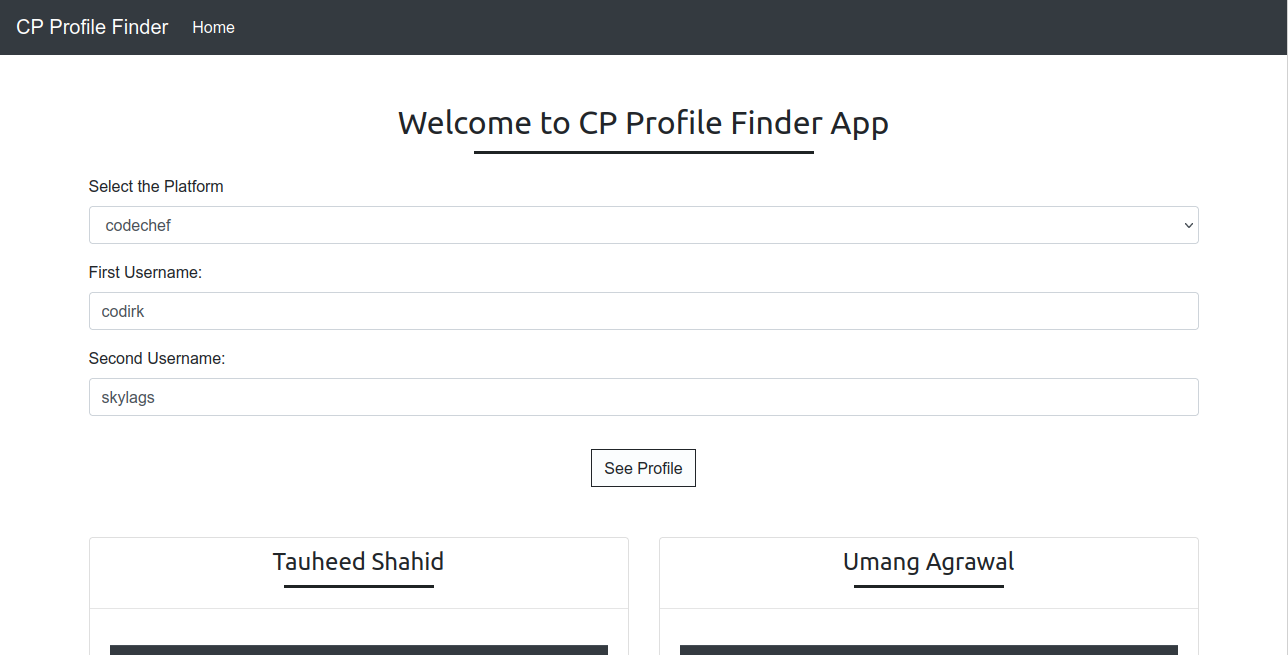 CP Profile Finder Home
Welcome to CP Profile Finder App
Select the Platform
codechef
First Username:
codirk
Second Username:
skylags
See Profile
Tauheed Shahid
Umang Agrawal